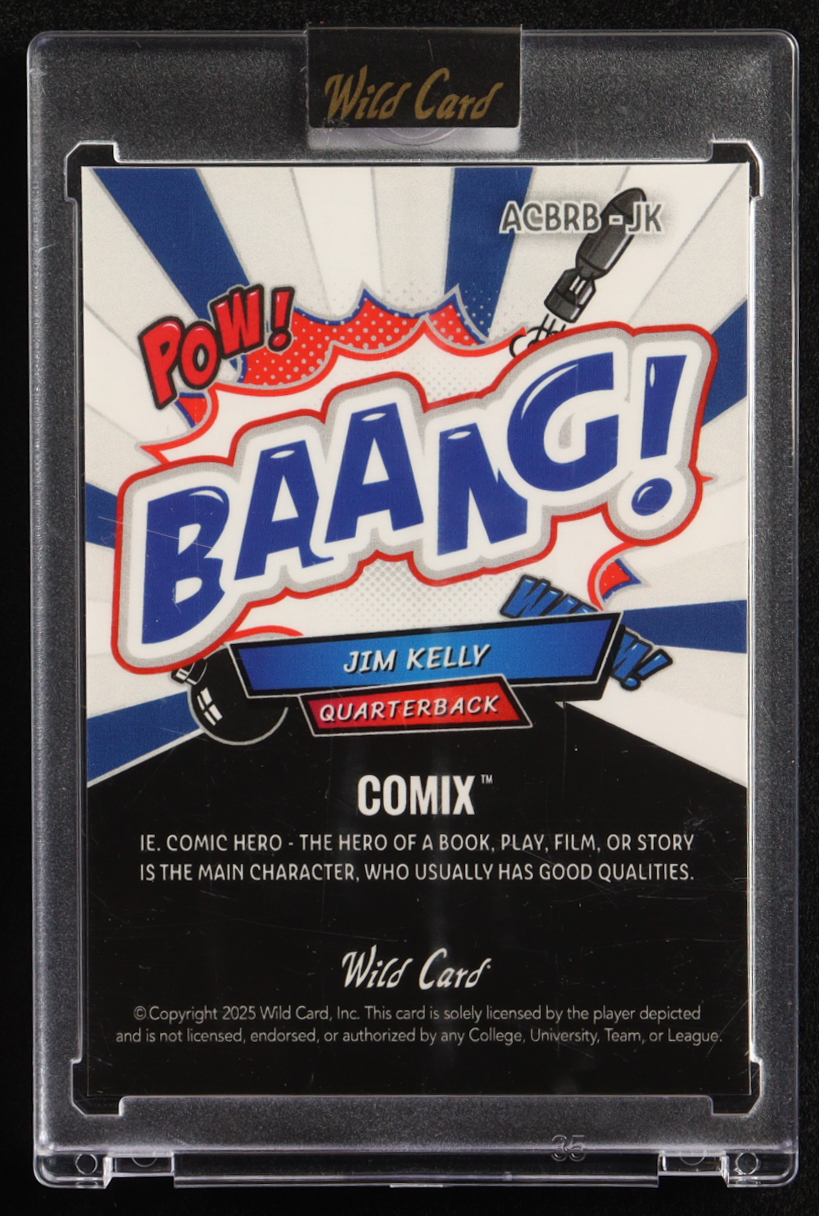 Wild Card
ACBRB - JK
POW!
BAANG!
JIM KELLY
QUARTERBACK
COMIX™
IE. COMIC HERO - THE HERO OF A BOOK, PLAY, FILM, OR STORY
IS THE MAIN CHARACTER, WHO USUALLY HAS GOOD QUALITIES.
Wild Card
© Copyright 2025 Wild Card, Inc. This card is solely licensed by the player depicted
and is not licensed, endorsed, or authorized by any College, University, Team, or League.
35